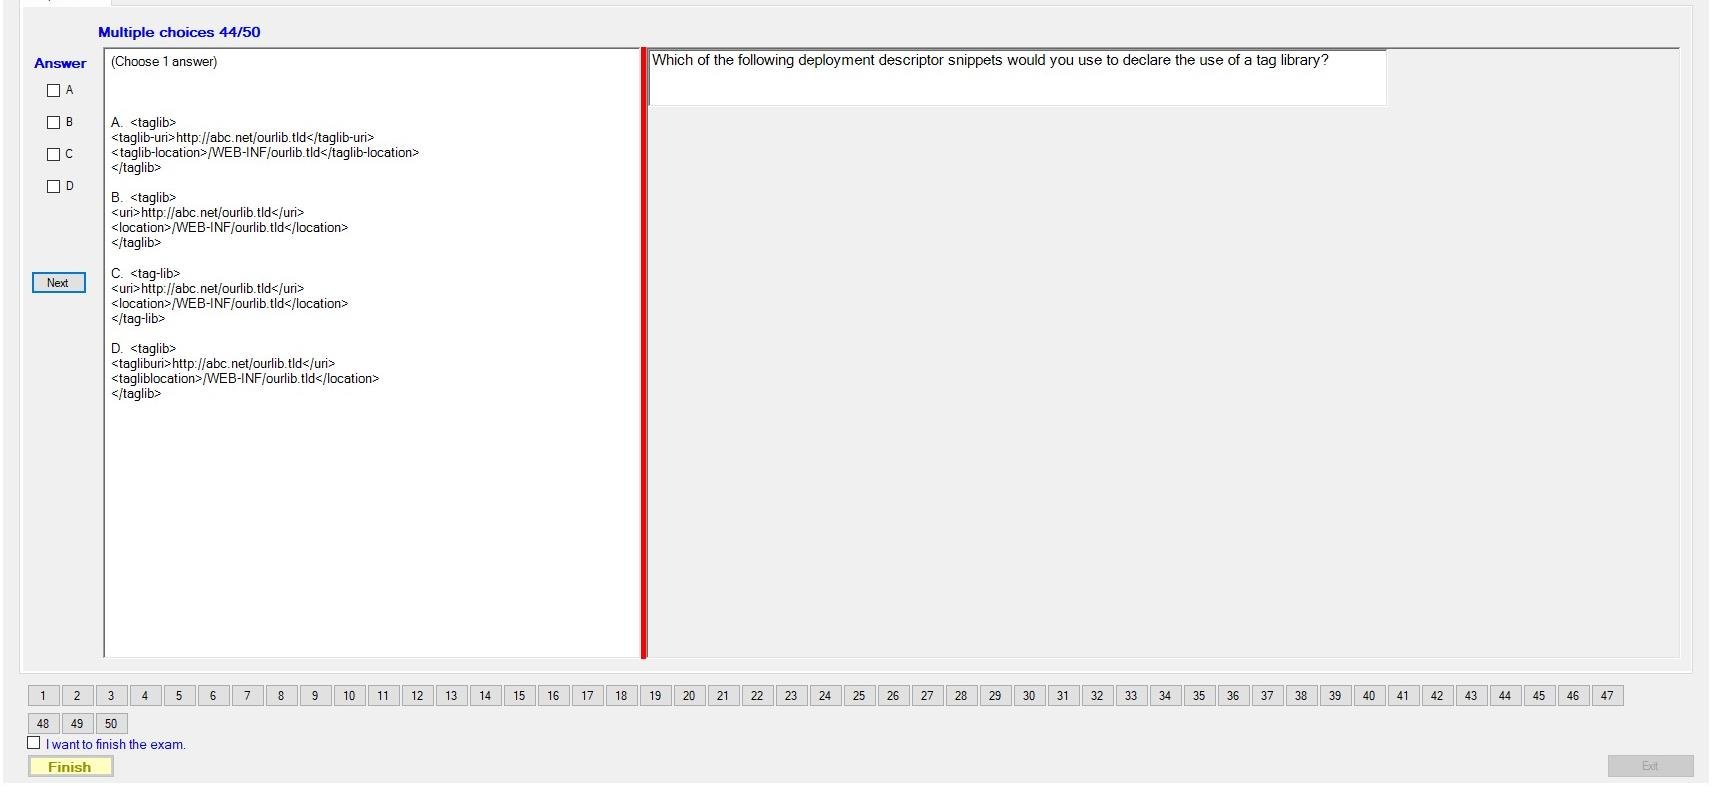 Multiple choices 44/50
Answer
A
B
C
D
Next
(Choose 1 answer)
A. <taglib>
<taglib-uri>http://abc.net/ourlib.tld</taglib-uri>
<taglib-location>/WEB-INF/ourlib.tld</taglib-location>
</taglib>
B. <taglib>
<uri>http://abc.net/ourlib.tld</uri>
<location>/WEB-INF/ourlib.tld</location>
</taglib>
C. <tag-lib>
<uri>http://abc.net/ourlib.tld</uri>
<location>/WEB-INF/ourlib.tld</location>
</tag-lib>
D. <taglib>
<tagliburi>http://abc.net/ourlib.tld</uri>
<tagliblocation>/WEB-INF/ourlib.tld</location>
</taglib>
Which of the following deployment descriptor snippets would you use to declare the use of a tag library?
1 2 3 4 5 6 7 8 9 10 11 12 13 14 15 16 17 18 19 20 21 22 23 24 25 26 27 28 29 30 31 32 33 34 35 36 37 38 39 40 41 42 43 44 45 46 47
48 49 50
I want to finish the exam.
Finish
Exit